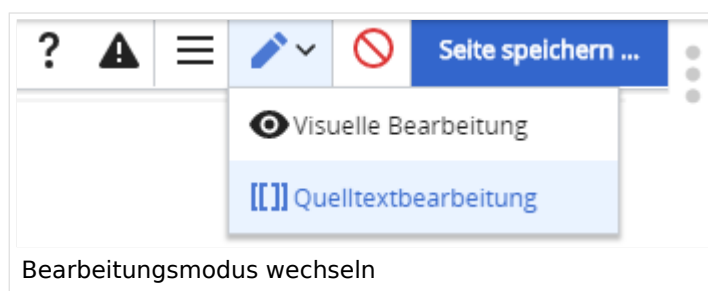 ? Seite speichern ...
Visuelle Bearbeitung
[[ ]] Quelltextbearbeitung
Bearbeitungsmodus wechseln